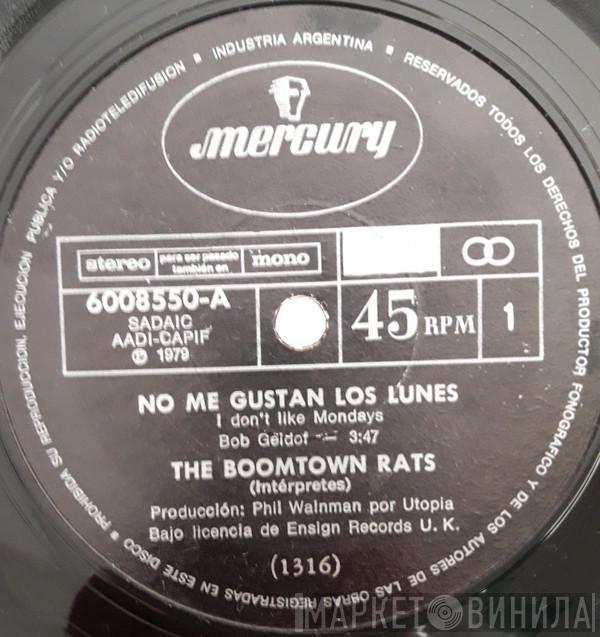 INDUSTRIA ARGENTINA ■ RESERVADOS TODOS LOS DERECHOS DEL PRODUCTOR FONOGRAFICO Y DE LOS AUTORES DE LAS OBRAS REGISTRADAS EN ESTE DISCO ■ PROHIBIDA SU REPRODUCCION, EJECUCION PUBLICA Y/O RADIOTELEDIFUSION ■
mercury
stereo
para ser pasado
también en
mono
6008550-A
SADAIC
AADI-CAPIF
℗ 1979
45 RPM
1
NO ME GUSTAN LOS LUNES
I don't like Mondays
Bob Geldof — 3:47
THE BOOMTOWN RATS
(Intérpretes)
Producción: Phil Wainman por Utopia
Bajo licencia de Ensign Records U. K.
(1316)
МАРКЕТ ВИНИЛА